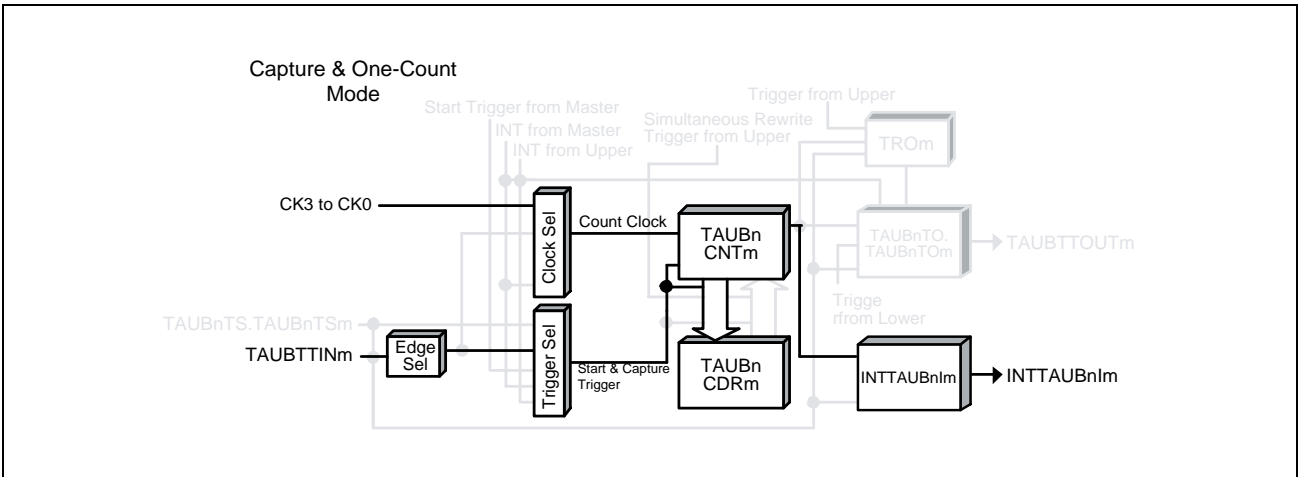 Capture & One-Count
Mode
Start Trigger from Master
INT from Master
INT from Upper
Simultaneous Rewrite
Trigger from Upper
Trigger from Upper
TROm
CK3 to CK0
Clock Sel
Count Clock
TAUBn
CNTm
TAUBnTO.
TAUBnTOm
TAUBTTOUTm
Trigge
rfrom Lower
TAUBnTS.TAUBnTSm
TAUBTTINm
Edge
Sel
Trigger Sel
Start & Capture
Trigger
TAUBn
CDRm
INTTAUBnIm
INTTAUBnIm